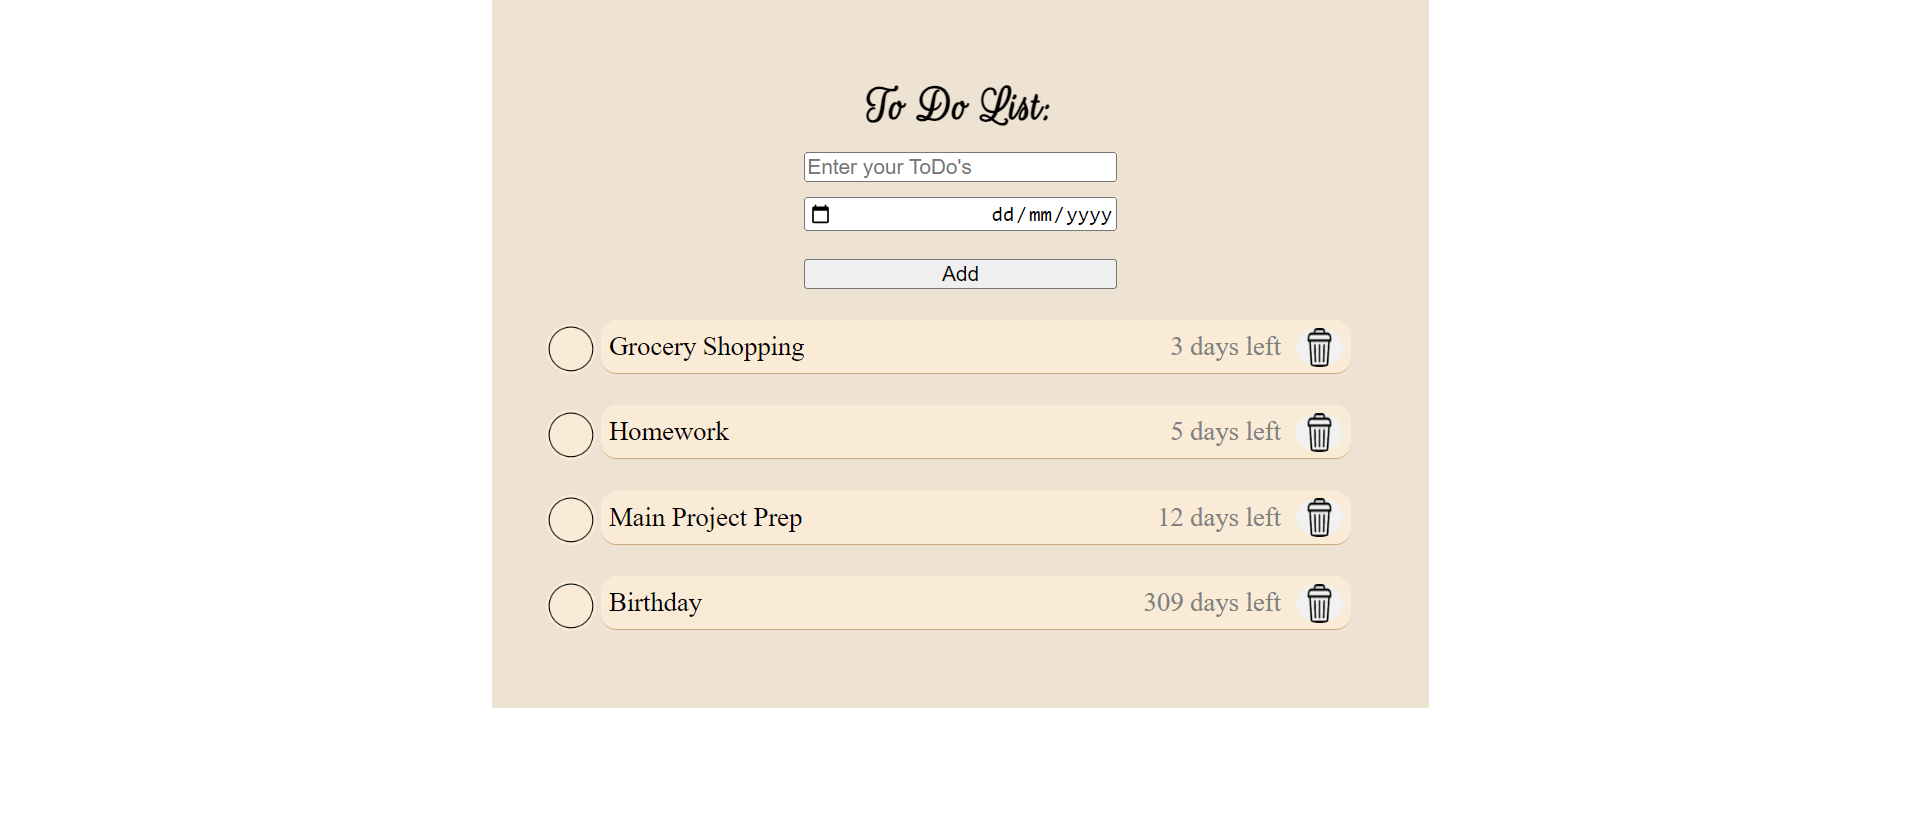 To Do List:
Enter your ToDo's
dd/mm/yyyy
Add
Grocery Shopping 3 days left
Homework 5 days left
Main Project Prep 12 days left
Birthday 309 days left